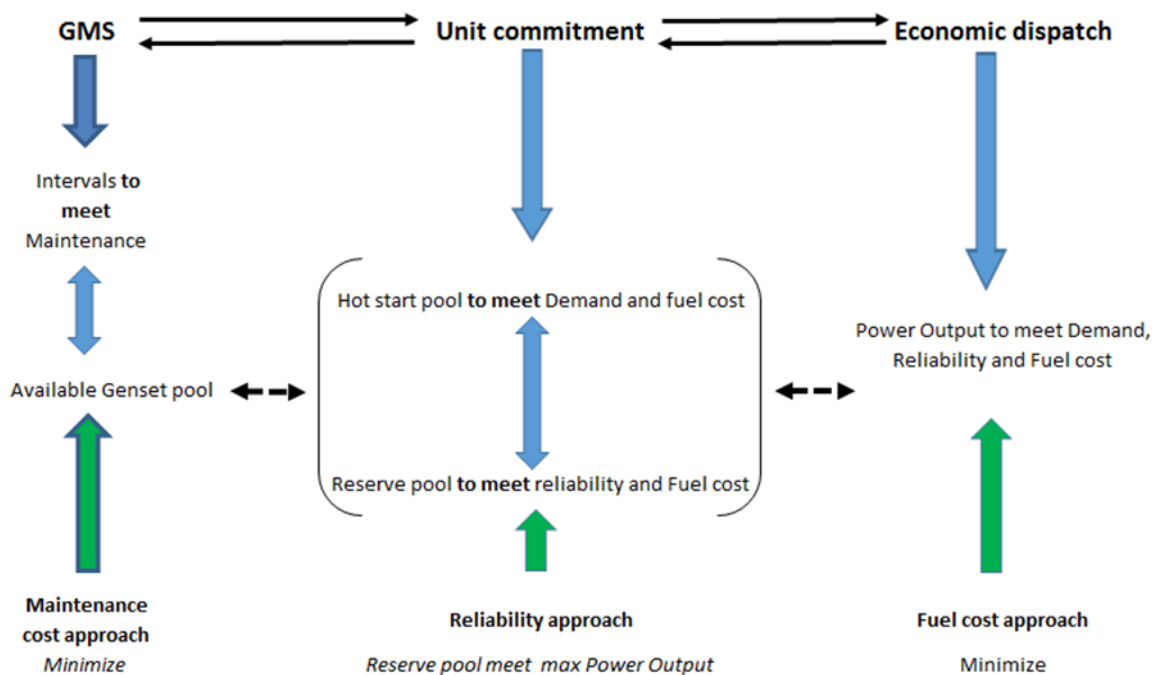 GMS
Unit commitment
Economic dispatch
Intervals to
meet
Maintenance
Available Genset pool
Hot start pool to meet Demand and fuel cost
Reserve pool to meet reliability and Fuel cost
Power Output to meet Demand,
Reliability and Fuel cost
Maintenance
cost approach
Minimize
Reliability approach
Reserve pool meet max Power Output
Fuel cost approach
Minimize